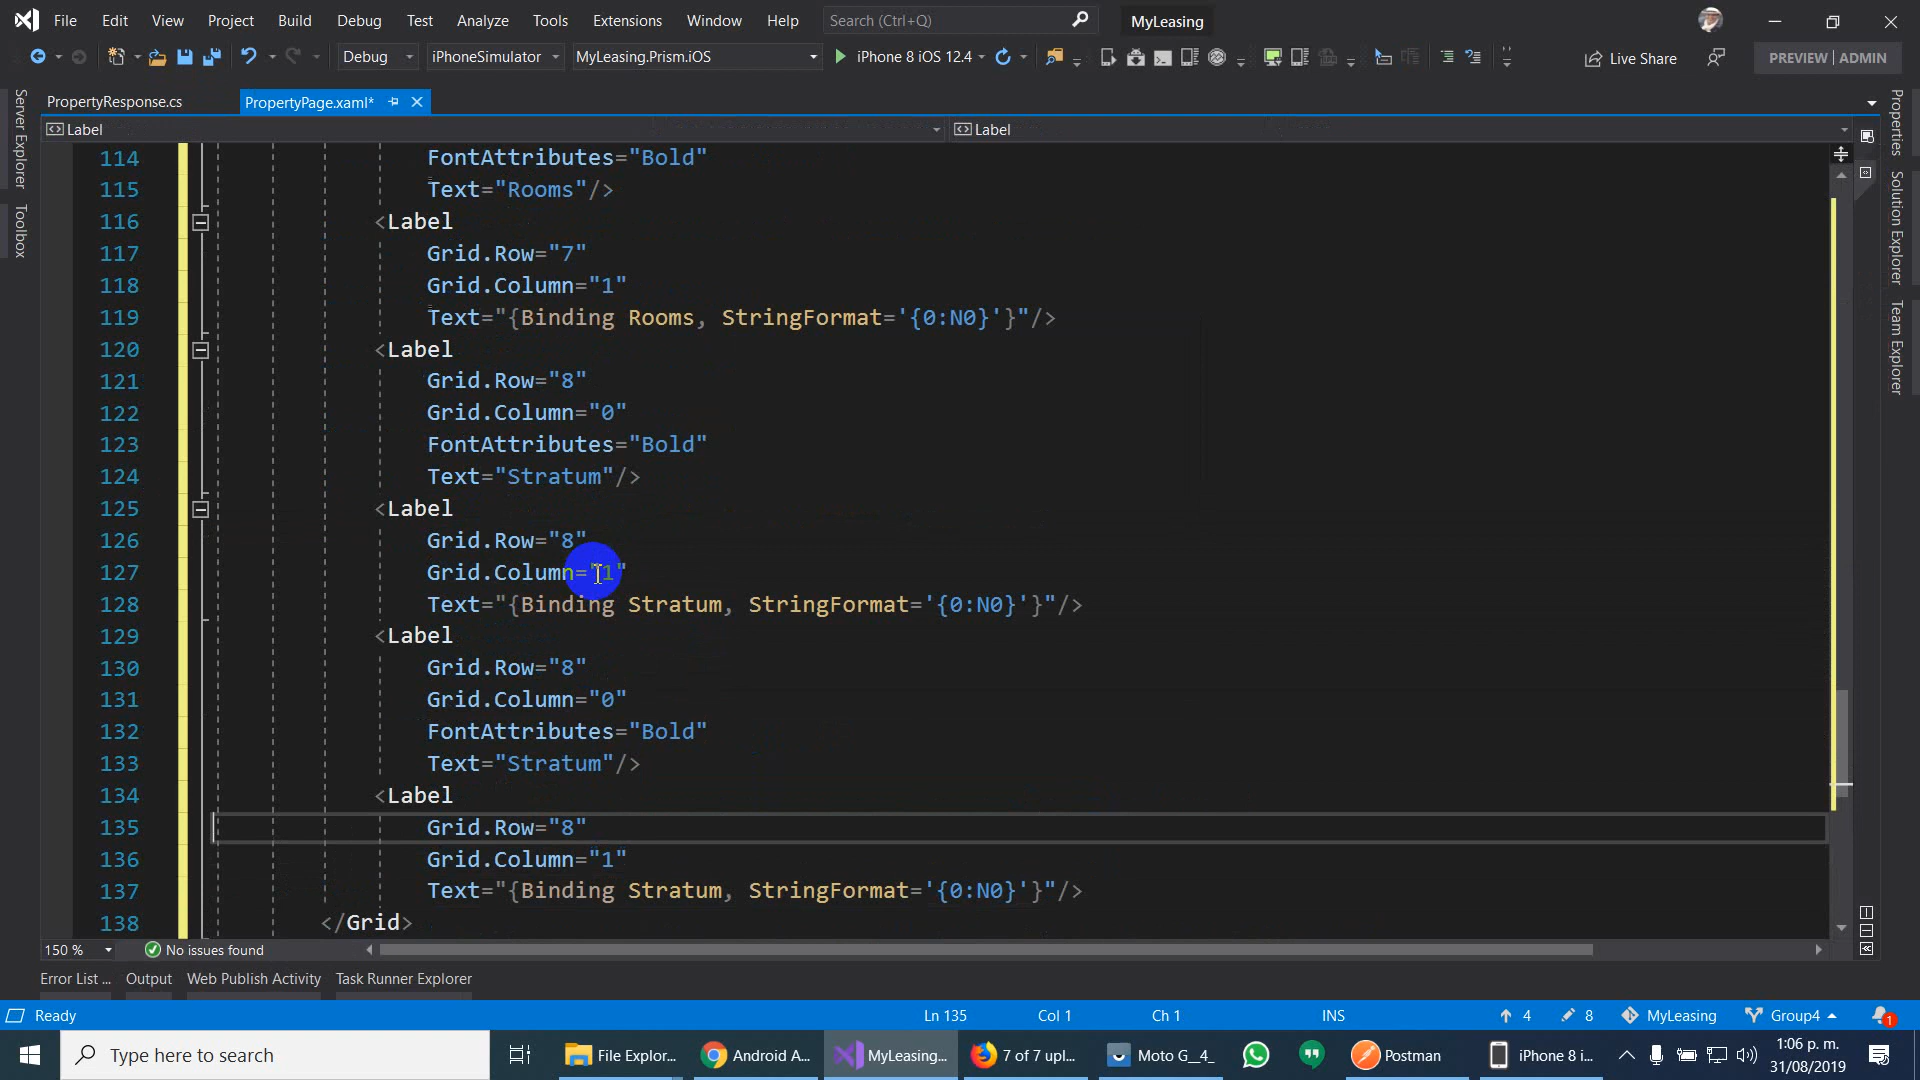 File Edit View Project Build Debug Test Analyze Tools Extensions Window Help Search (Ctrl+Q) MyLeasing
Debug iPhoneSimulator MyLeasing.Prism.iOS iPhone 8 iOS 12.4 Live Share PREVIEW | ADMIN
PropertyResponse.cs PropertyPage.xaml*
Label Label
Server Explorer
Toolbox
Properties
Solution Explorer
Team Explorer
114 FontAttributes="Bold"
115 Text="Rooms"/>
116 <Label
117 Grid.Row="7"
118 Grid.Column="1"
119 Text="{Binding Rooms, StringFormat='{0:N0}'}"/>
120 <Label
121 Grid.Row="8"
122 Grid.Column="0"
123 FontAttributes="Bold"
124 Text="Stratum"/>
125 <Label
126 Grid.Row="8"
127 Grid.Column="1"
128 Text="{Binding Stratum, StringFormat='{0:N0}'}"/>
129 <Label
130 Grid.Row="8"
131 Grid.Column="0"
132 FontAttributes="Bold"
133 Text="Stratum"/>
134 <Label
135 Grid.Row="8"
136 Grid.Column="1"
137 Text="{Binding Stratum, StringFormat='{0:N0}'}"/>
138 </Grid>
150 % No issues found
Error List ... Output Web Publish Activity Task Runner Explorer
Ready Ln 135 Col 1 Ch 1 INS 4 8 MyLeasing Group4 1
Type here to search File Explor... Android A... MyLeasing... 7 of 7 upl... Moto G_4_ Postman iPhone 8 i... 1:06 p. m.
31/08/2019